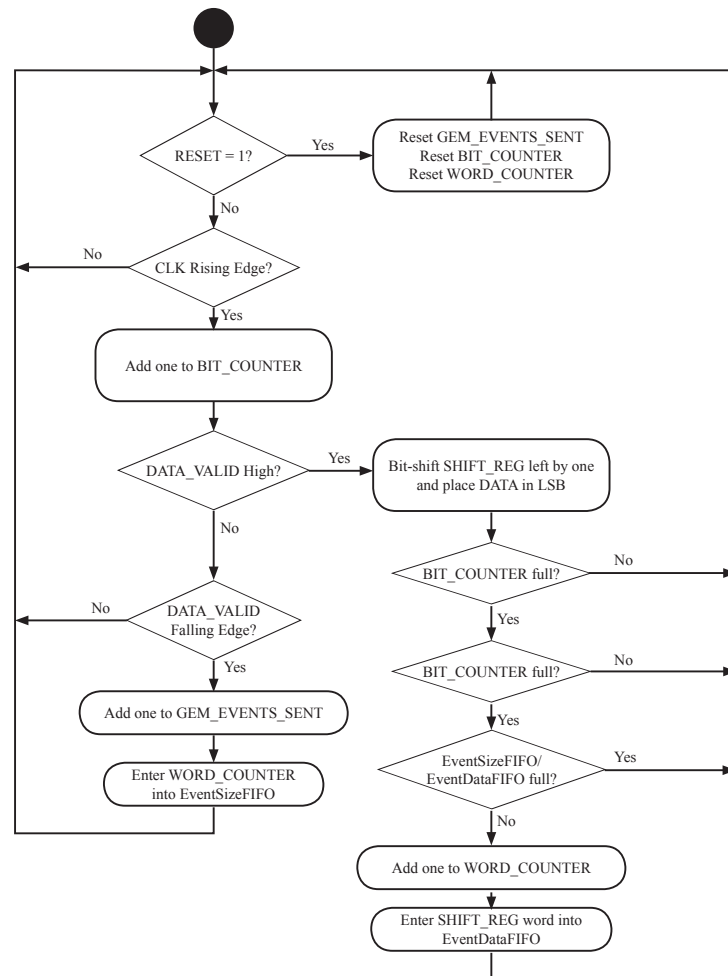 RESET = 1?
Yes
Reset GEM_EVENTS_SENT
Reset BIT_COUNTER
Reset WORD_COUNTER
No
CLK Rising Edge?
No
Yes
Add one to BIT_COUNTER
DATA_VALID High?
Yes
Bit-shift SHIFT_REG left by one
and place DATA in LSB
No
BIT_COUNTER full?
No
Yes
DATA_VALID
Falling Edge?
No
Yes
BIT_COUNTER full?
No
Yes
Add one to GEM_EVENTS_SENT
Enter WORD_COUNTER
into EventSizeFIFO
EventSizeFIFO/
EventDataFIFO full?
Yes
No
Add one to WORD_COUNTER
Enter SHIFT_REG word into
EventDataFIFO